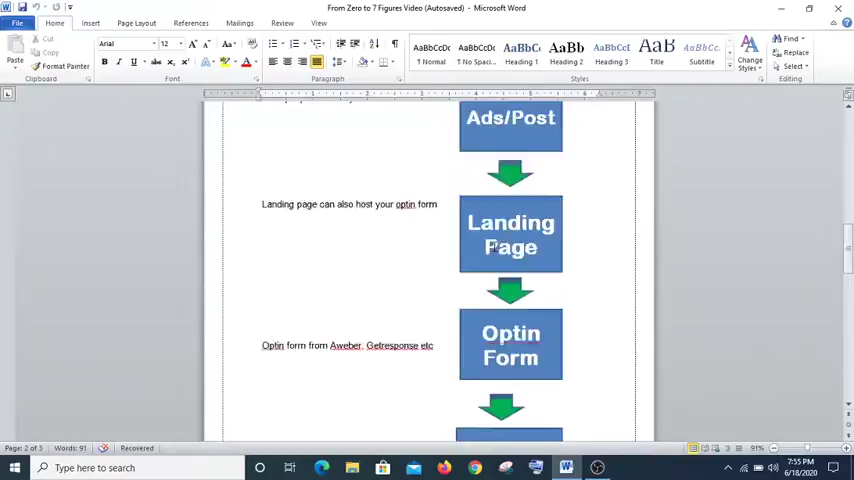 From Zero to 7 Figures Video (Autosaved) - Microsoft Word
File
Home
Insert
Page Layout
References
Mailings
Review
View
Paste
Cut
Copy
Format Painter
Clipboard
Arial
12
Font
Paragraph
AaBbCcDc
¶ Normal
AaBbCcDc
¶ No Spaci...
AaBbCcI
Heading 1
AaBbCc
Heading 2
AaBbCcI
Heading 3
AaB
Title
AaBbCc.
Subtitle
Change
Styles
Styles
Find
Replace
Select
Editing
Ads/Post
Landing page can also host your optin form
Landing
Page
Optin form from Aweber, Getresponse etc
Optin
Form
Page: 2 of 3
Words: 91
Recovered
91%
Type here to search
7:55 PM
6/18/2020